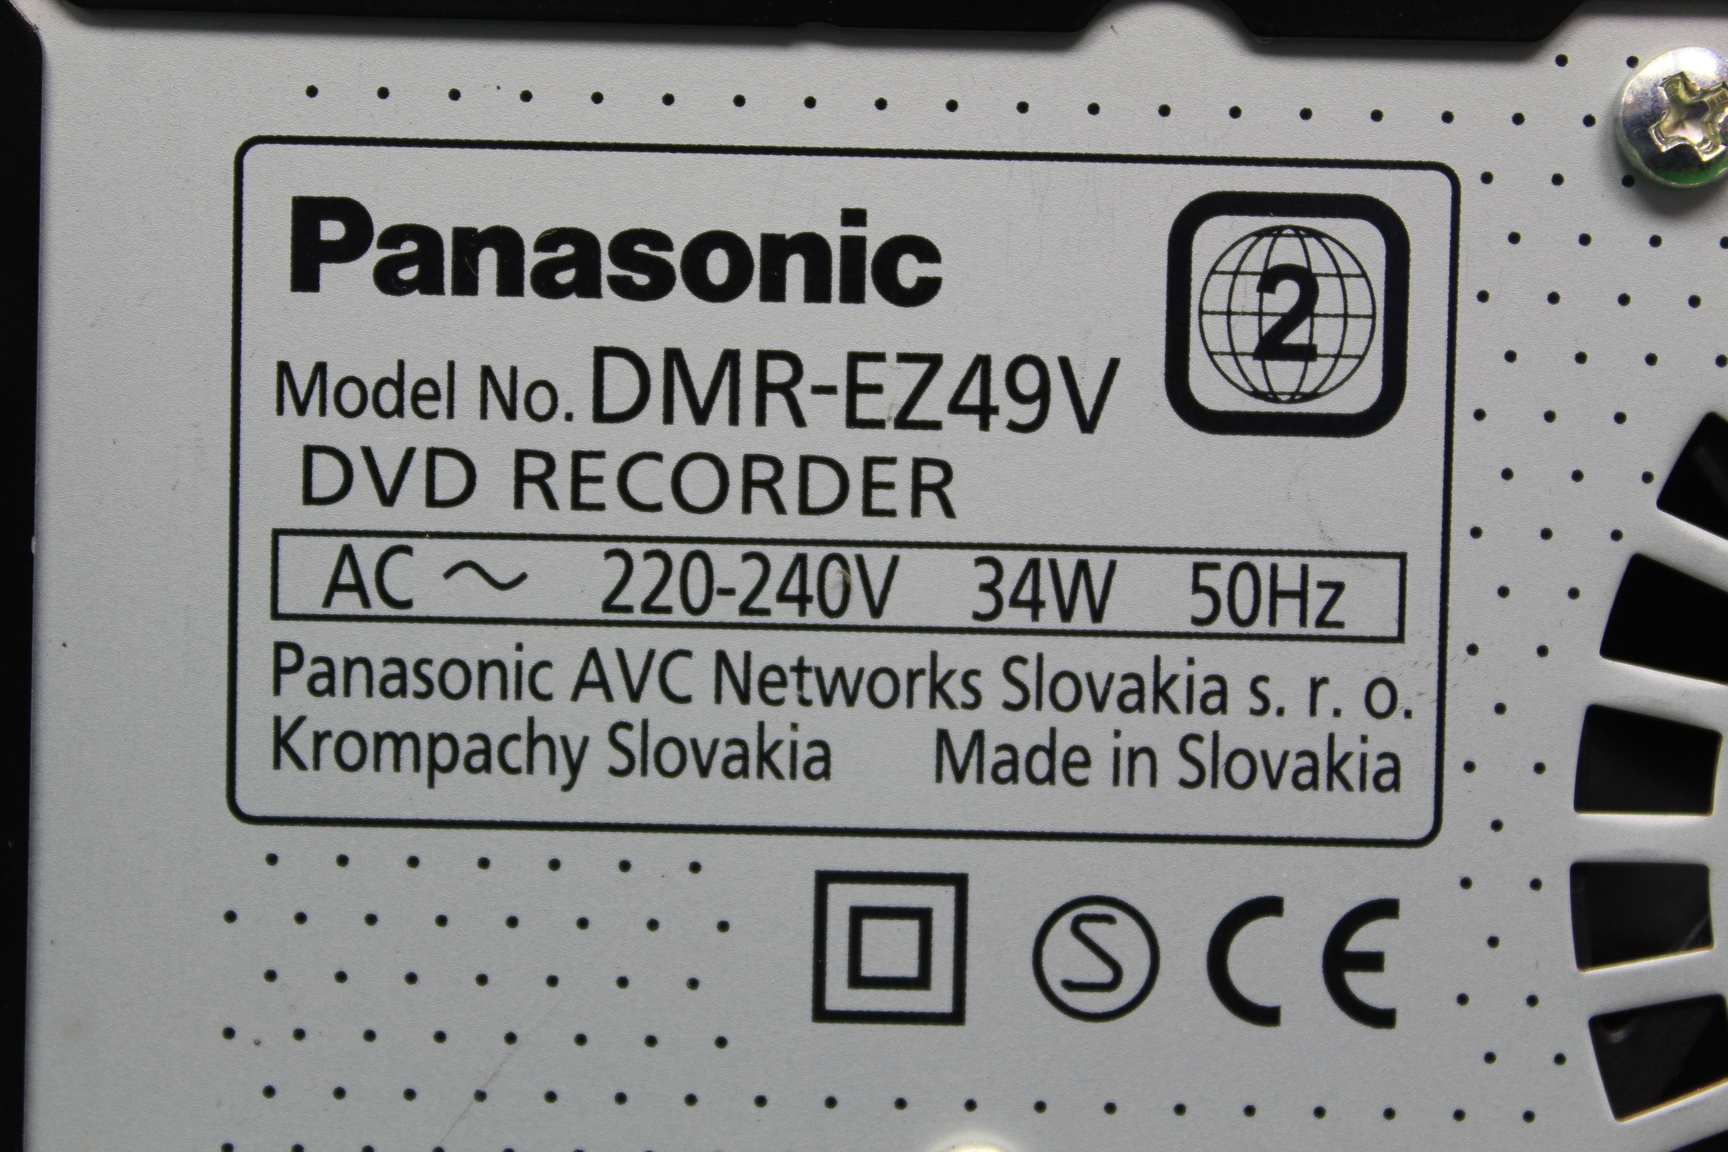 Panasonic
2
Model No. DMR-EZ49V
DVD RECORDER
AC ~ 220-240V 34W 50Hz
Panasonic AVC Networks Slovakia s. r. o.
Krompachy Slovakia Made in Slovakia
S CE